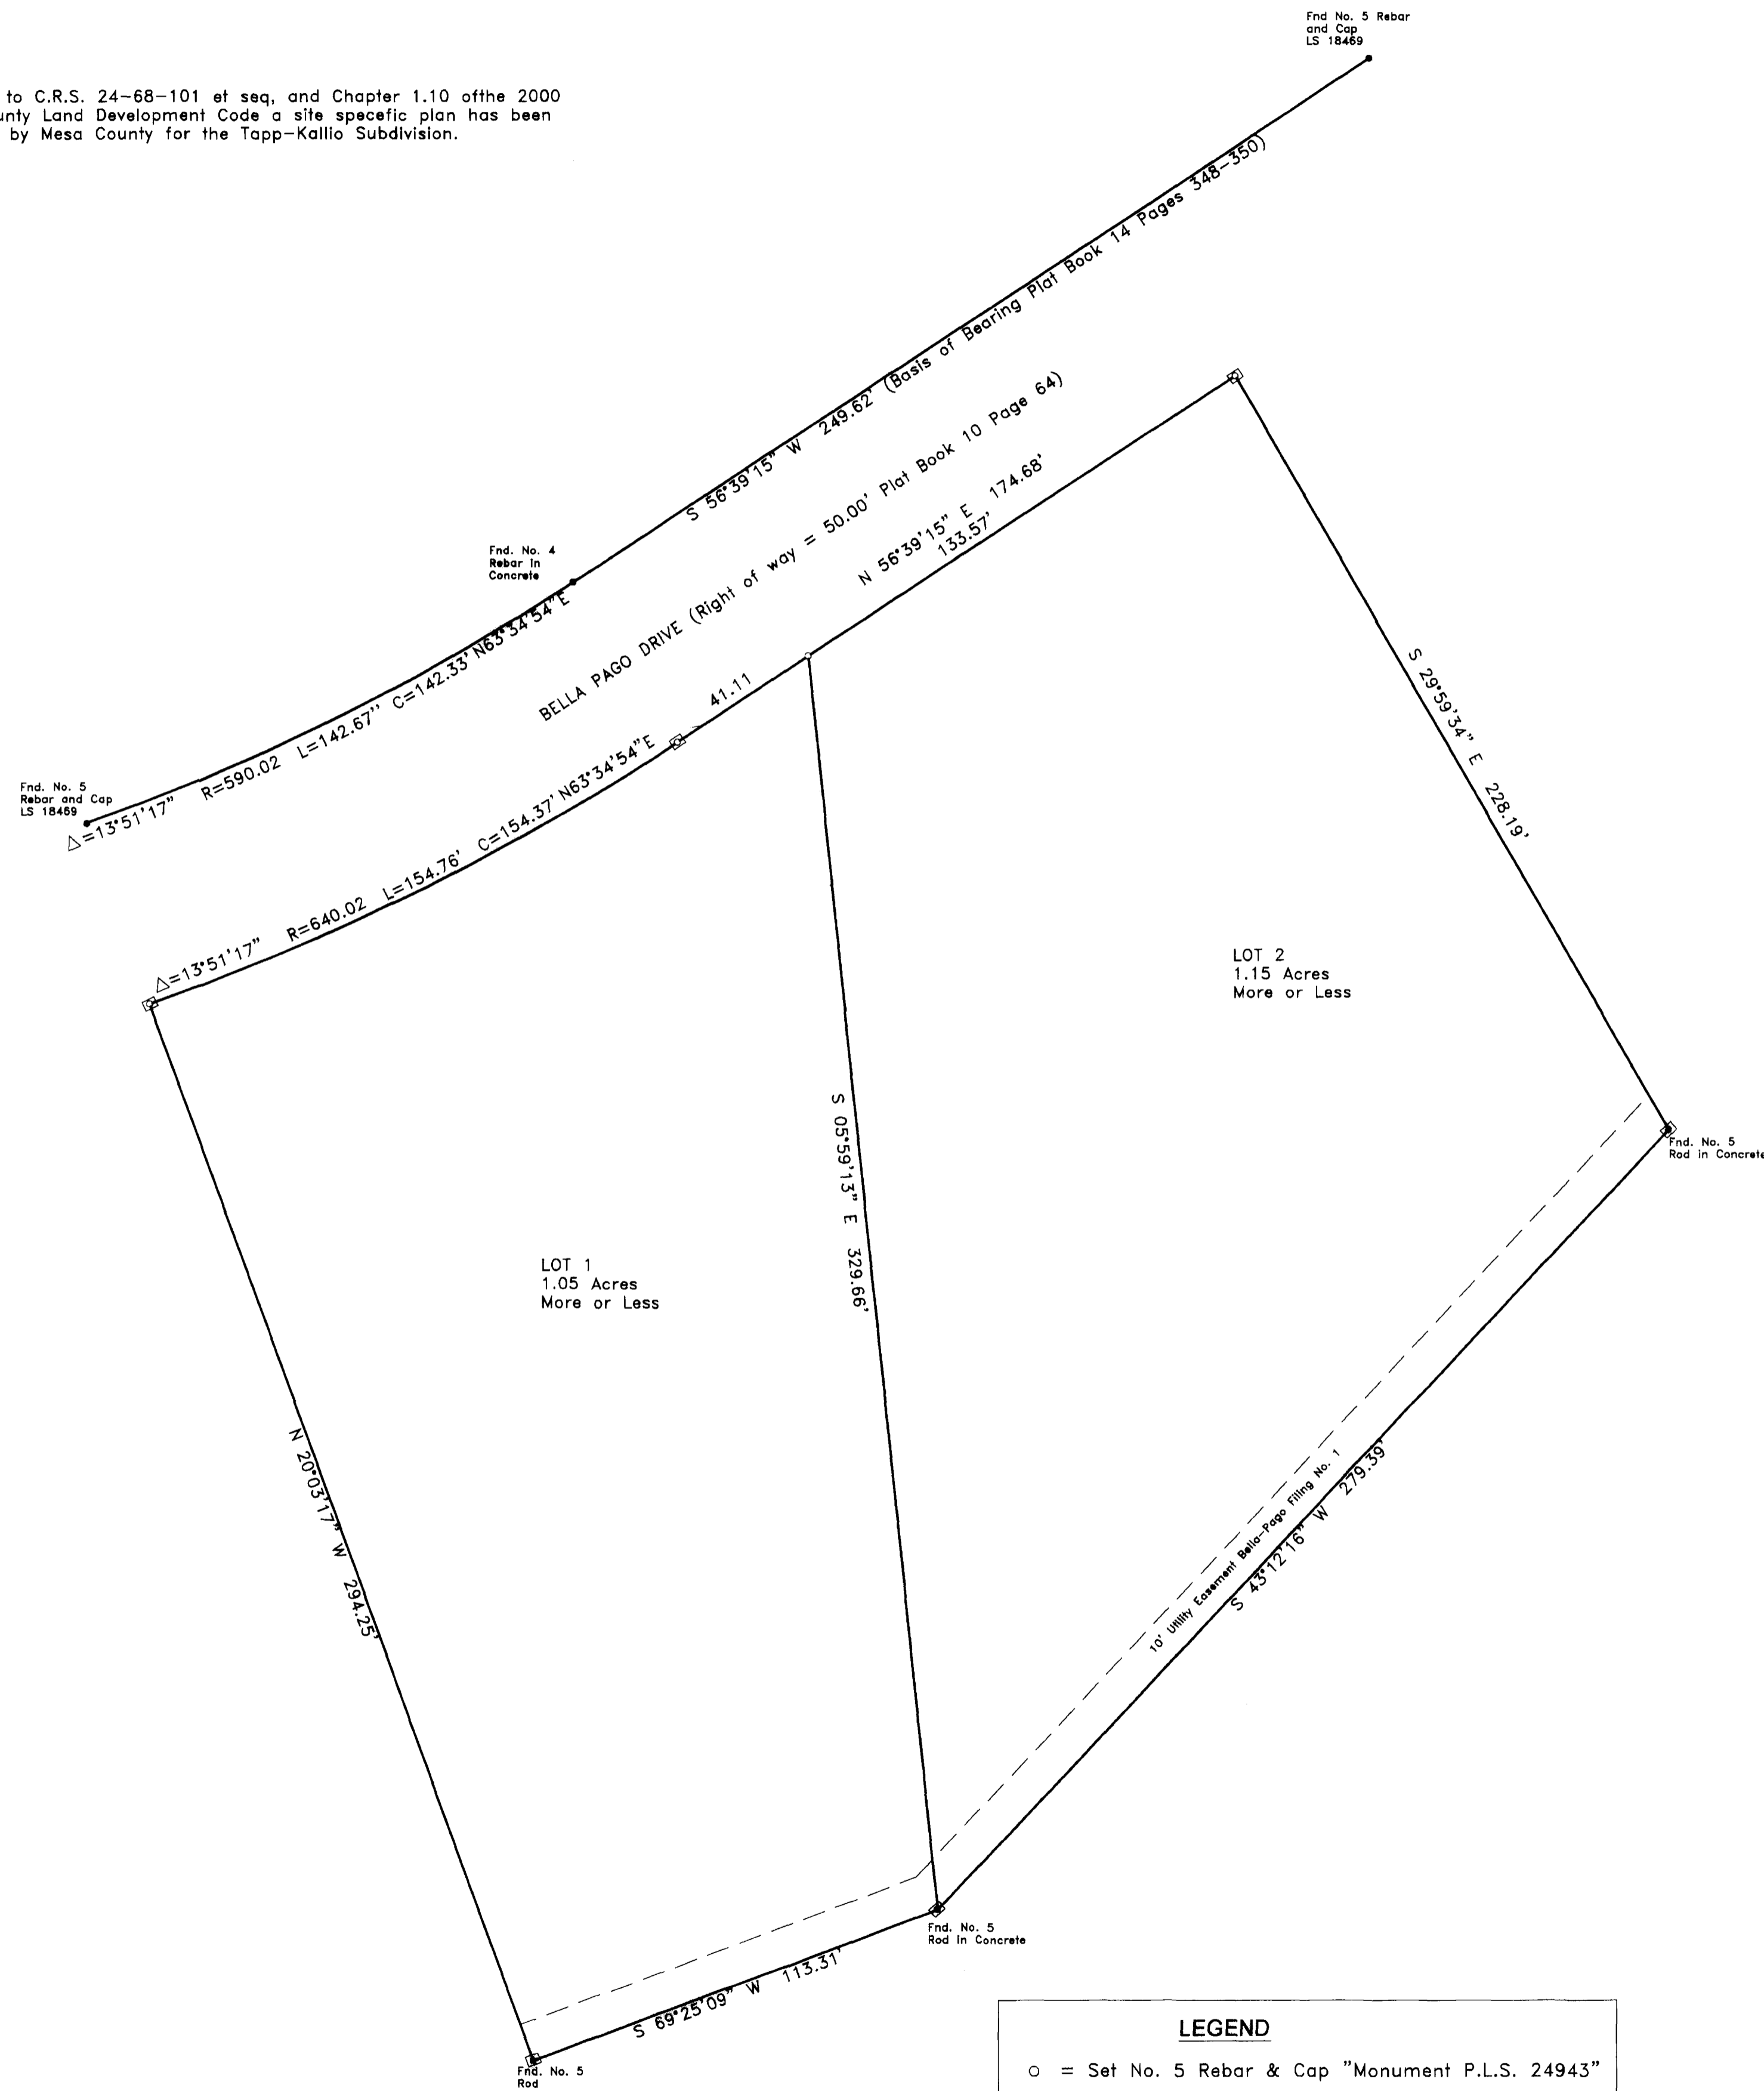 Fnd No. 5 Rebar
and Cap
LS 18469
to C.R.S. 24-68-101 et seq, and Chapter 1.10 ofthe 2000
unty Land Development Code a site specefic plan has been
by Mesa County for the Tapp-Kallio Subdivision.
S 56°39'15" W 249.62' (Basis of Bearing Plat Book 14 Pages 348-350)
BELLA PAGO DRIVE (Right of way = 50.00' Plat Book 10 Page 64)
N 56°39'15" E 174.68'
133.57'
Fnd. No. 4
Rebar in
Concrete
41.11
Fnd. No. 5
Rebar and Cap
LS 18469
△=13°51'17" R=590.02 L=142.67" C=142.33' N63°34'54"E
△=13°51'17" R=640.02 L=154.76' C=154.37' N63°34'54"E
S 29°59'34" E 228.19'
LOT 2
1.15 Acres
More or Less
Fnd. No. 5
Rod in Concrete
S 05°59'13" E 329.66'
LOT 1
1.05 Acres
More or Less
N 20°03'17" W 294.25'
10' Utility Easement Bella-Pago Filing No. 1
S 43°12'16" W 279.39'
Fnd. No. 5
Rod in Concrete
S 69°25'09" W 113.31'
Fnd. No. 5
Rod
LEGEND
○ = Set No. 5 Rebar & Cap "Monument P.L.S. 24943"